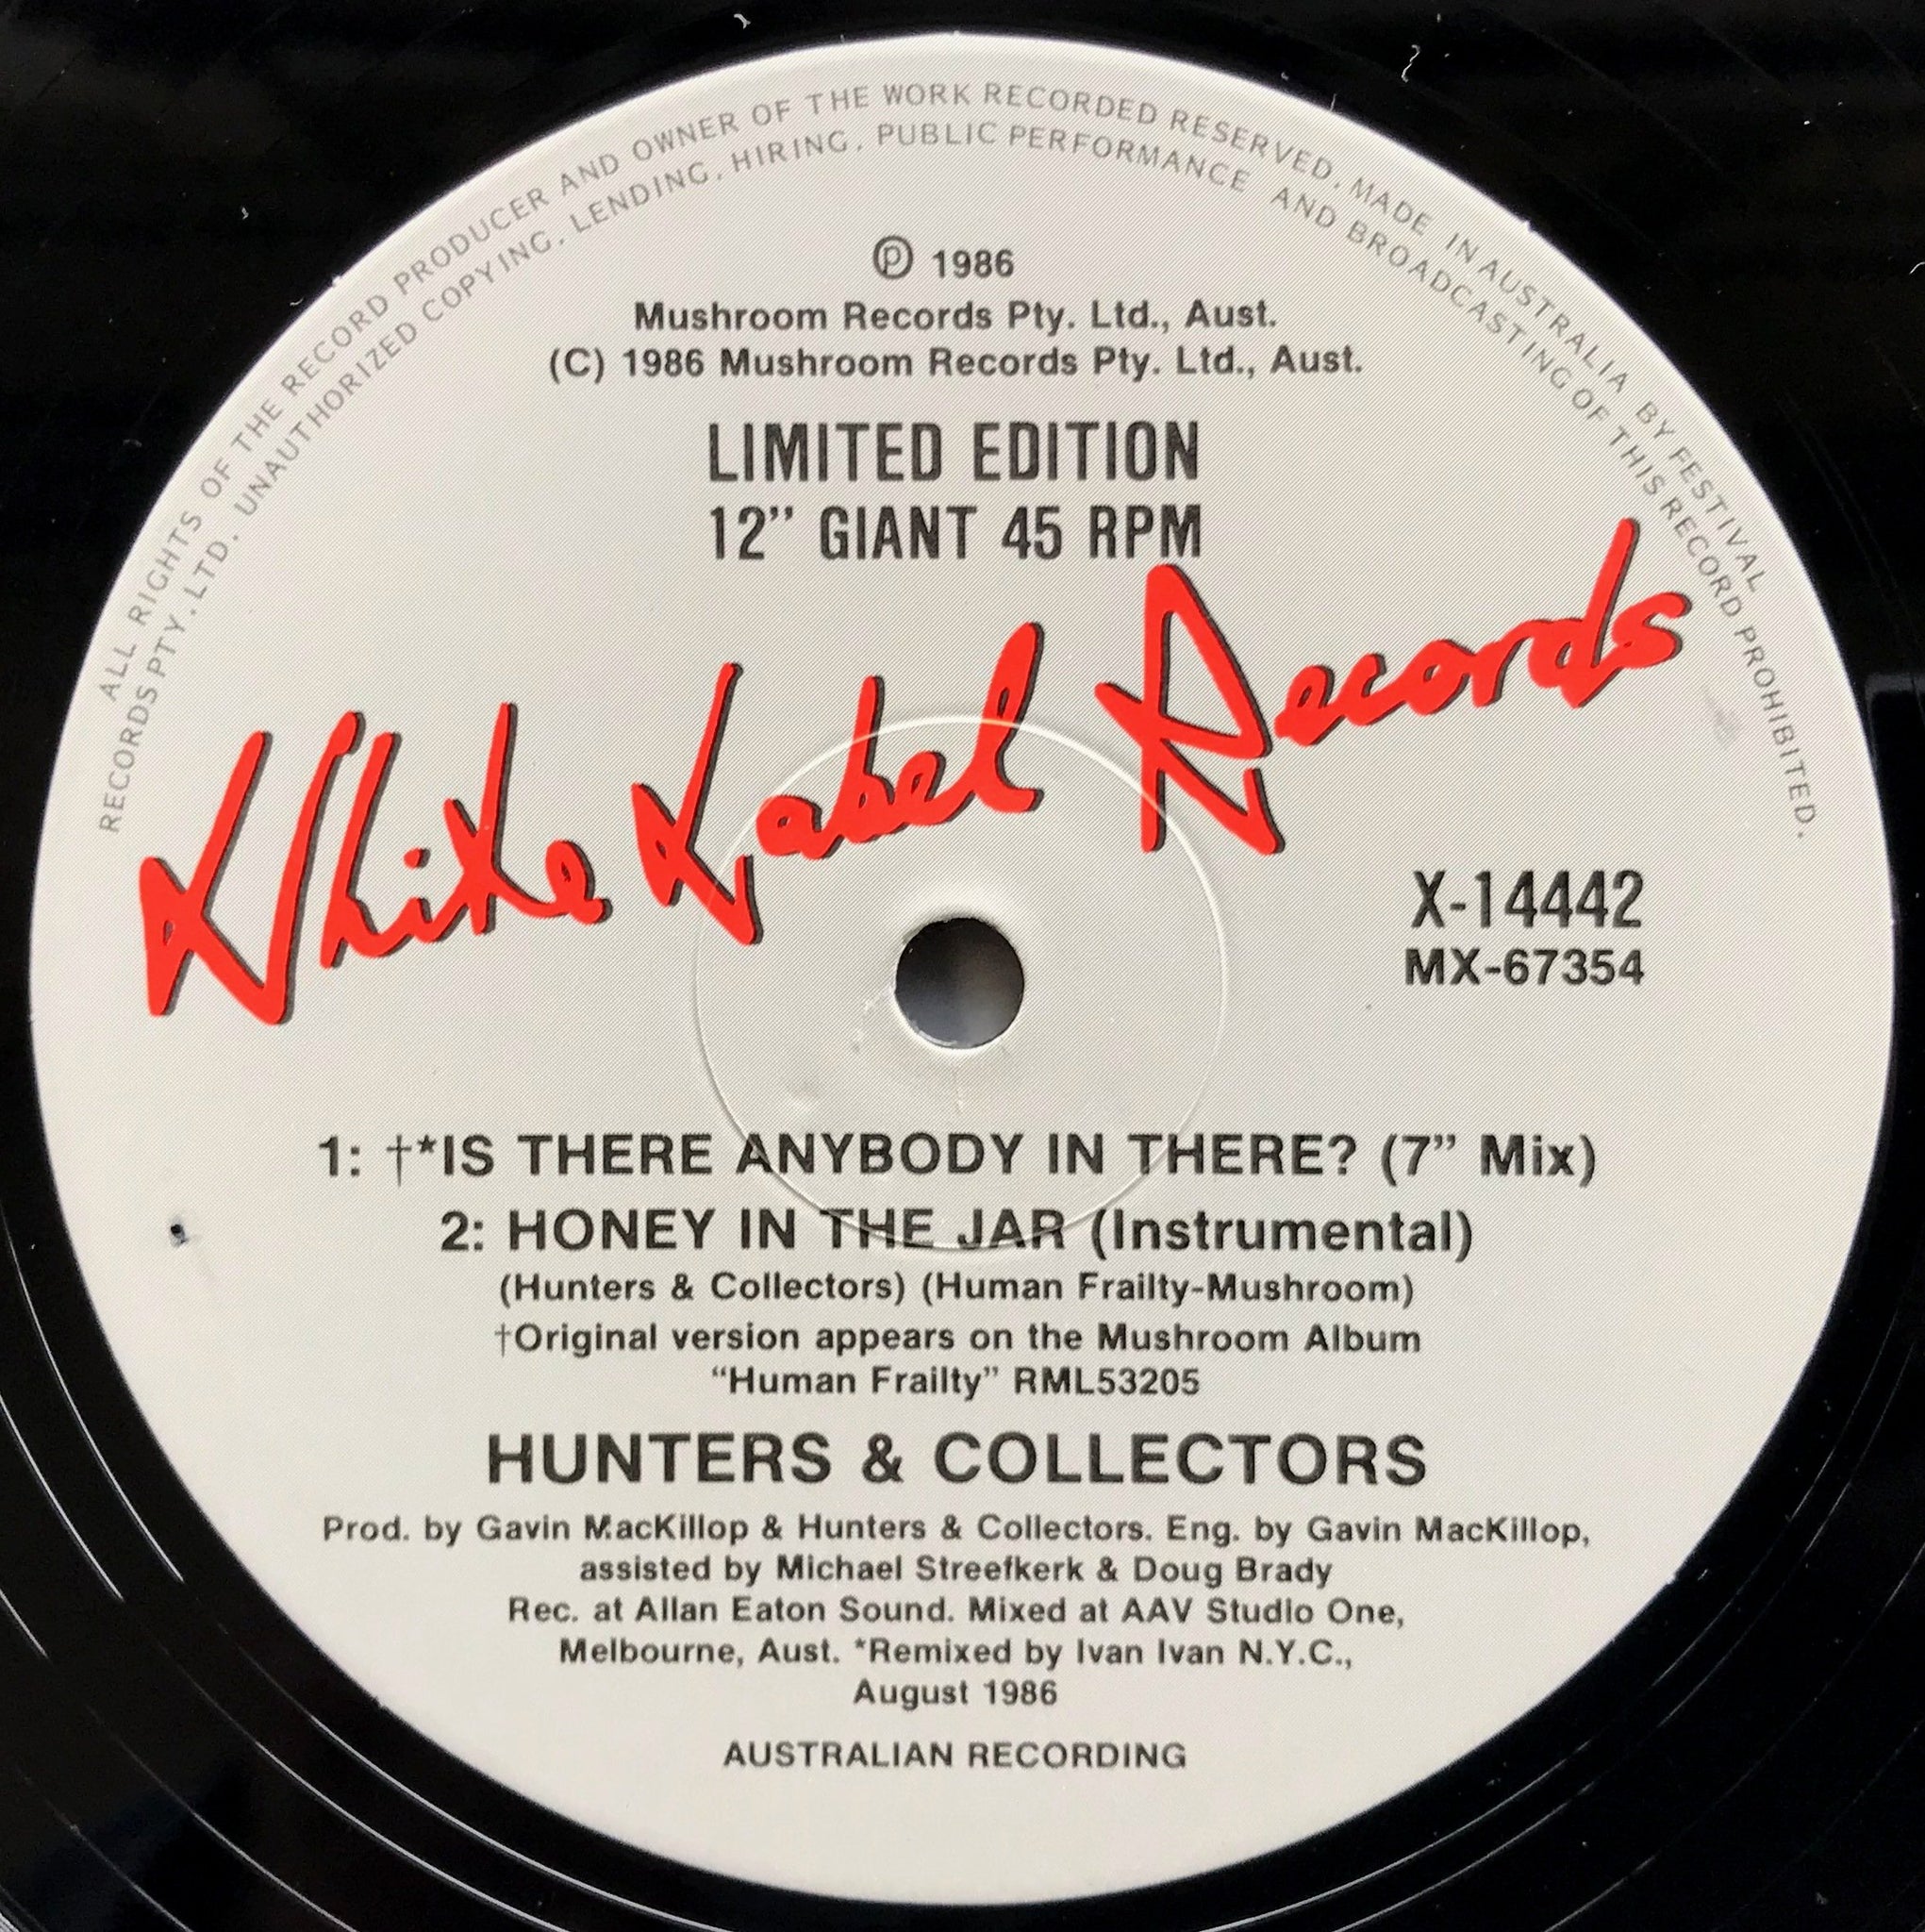 ALL RIGHTS OF THE RECORD PRODUCER AND OWNER OF THE WORK RECORDED RESERVED. MADE IN AUSTRALIA BY FESTIVAL
RECORDS PTY. LTD. UNAUTHORIZED COPYING, LENDING, HIRING, PUBLIC PERFORMANCE AND BROADCASTING OF THIS RECORD PROHIBITED.
℗ 1986
Mushroom Records Pty. Ltd., Aust.
(C) 1986 Mushroom Records Pty. Ltd., Aust.
LIMITED EDITION
12” GIANT 45 RPM
White Label Records
X-14442
MX-67354
1: †*IS THERE ANYBODY IN THERE? (7” Mix)
2: HONEY IN THE JAR (Instrumental)
(Hunters & Collectors) (Human Frailty-Mushroom)
†Original version appears on the Mushroom Album
“Human Frailty” RML53205
HUNTERS & COLLECTORS
Prod. by Gavin MacKillop & Hunters & Collectors. Eng. by Gavin MacKillop,
assisted by Michael Streefkerk & Doug Brady
Rec. at Allan Eaton Sound. Mixed at AAV Studio One,
Melbourne, Aust. *Remixed by Ivan Ivan N.Y.C.,
August 1986
AUSTRALIAN RECORDING